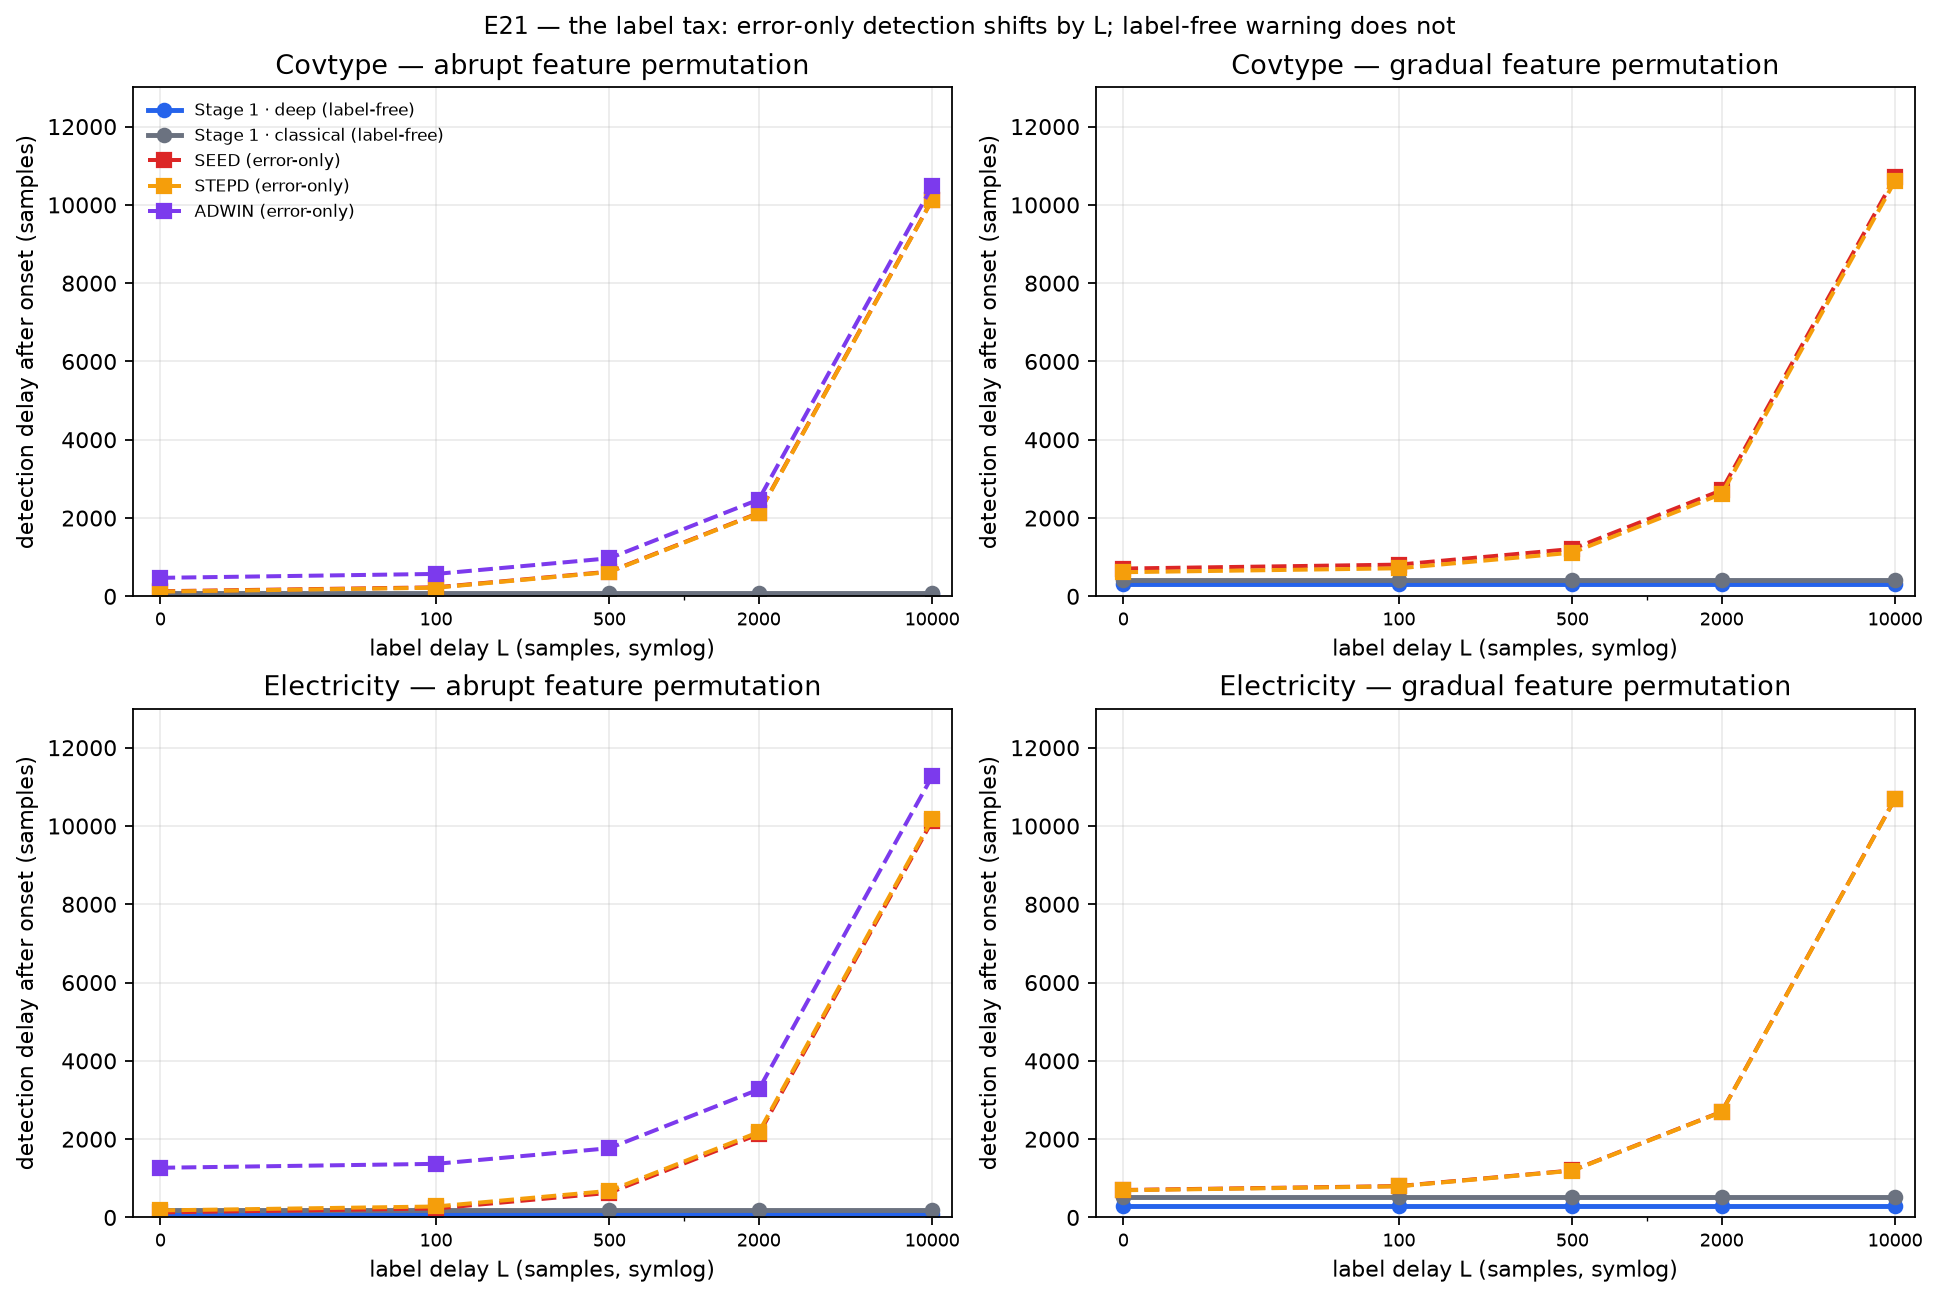 E21 — the label tax: error-only detection shifts by L; label-free warning does not
Covtype — abrupt feature permutation
Stage 1 · deep (label-free)
Stage 1 · classical (label-free)
SEED (error-only)
STEPD (error-only)
ADWIN (error-only)
detection delay after onset (samples)
12000
10000
8000
6000
4000
2000
0
0 100 500 2000 10000
label delay L (samples, symlog)
Covtype — gradual feature permutation
detection delay after onset (samples)
12000
10000
8000
6000
4000
2000
0
0 100 500 2000 10000
label delay L (samples, symlog)
Electricity — abrupt feature permutation
detection delay after onset (samples)
12000
10000
8000
6000
4000
2000
0
0 100 500 2000 10000
label delay L (samples, symlog)
Electricity — gradual feature permutation
detection delay after onset (samples)
12000
10000
8000
6000
4000
2000
0
0 100 500 2000 10000
label delay L (samples, symlog)